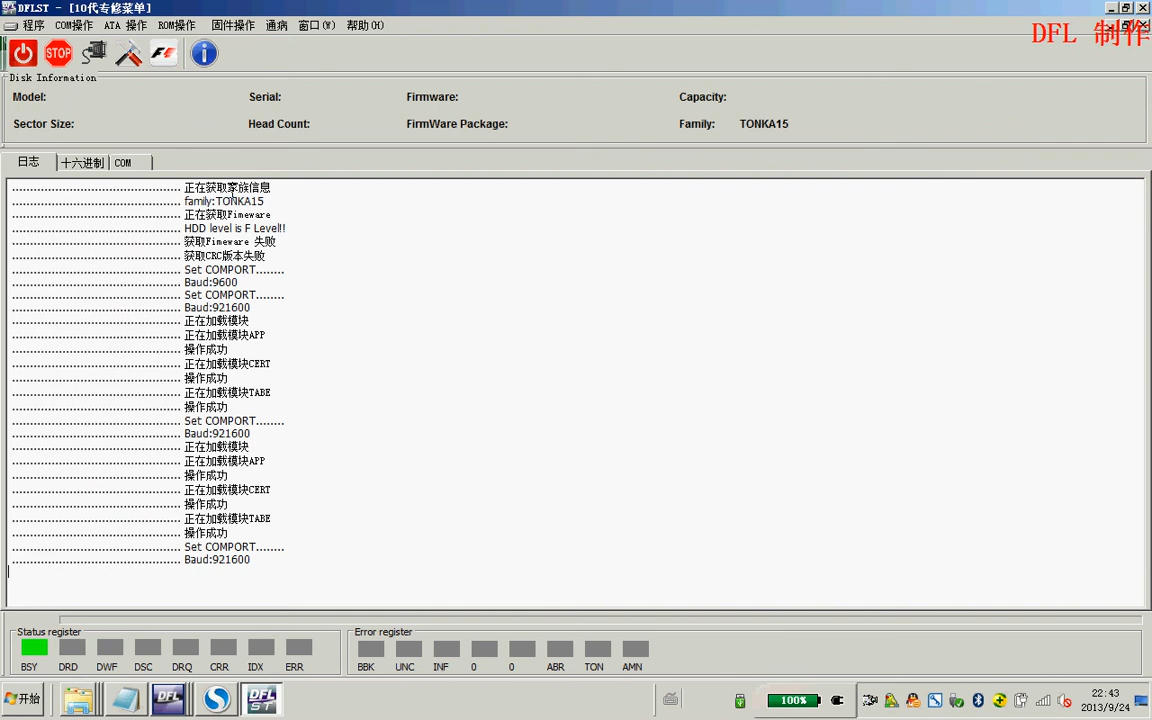 DFLST - [10代专修菜单]
程序 COM操作 ATA 操作 ROM操作 固件操作 通病 窗口(W) 帮助(H)
DFL 制作
STOP
Disk Information
Model: Serial: Firmware: Capacity:
Sector Size: Head Count: FirmWare Package: Family: TONKA15
日志 十六进制 COM
........................................... 正在获取家族信息
........................................... family:TONKA15
........................................... 正在获取Fimeware
........................................... HDD level is F Level!!
........................................... 获取Fimeware 失败
........................................... 获取CRC版本失败
........................................... Set COMPORT........
........................................... Baud:9600
........................................... Set COMPORT........
........................................... Baud:921600
........................................... 正在加载模块
........................................... 正在加载模块APP
........................................... 操作成功
........................................... 正在加载模块CERT
........................................... 操作成功
........................................... 正在加载模块TABE
........................................... 操作成功
........................................... Set COMPORT........
........................................... Baud:921600
........................................... 正在加载模块
........................................... 正在加载模块APP
........................................... 操作成功
........................................... 正在加载模块CERT
........................................... 操作成功
........................................... 正在加载模块TABE
........................................... 操作成功
........................................... Set COMPORT........
........................................... Baud:921600
Status register Error register
BSY DRD DWF DSC DRQ CRR IDX ERR BBK UNC INF 0 0 ABR TON AMN
开始 DFL DFL ST 100% 22:43
2013/9/24